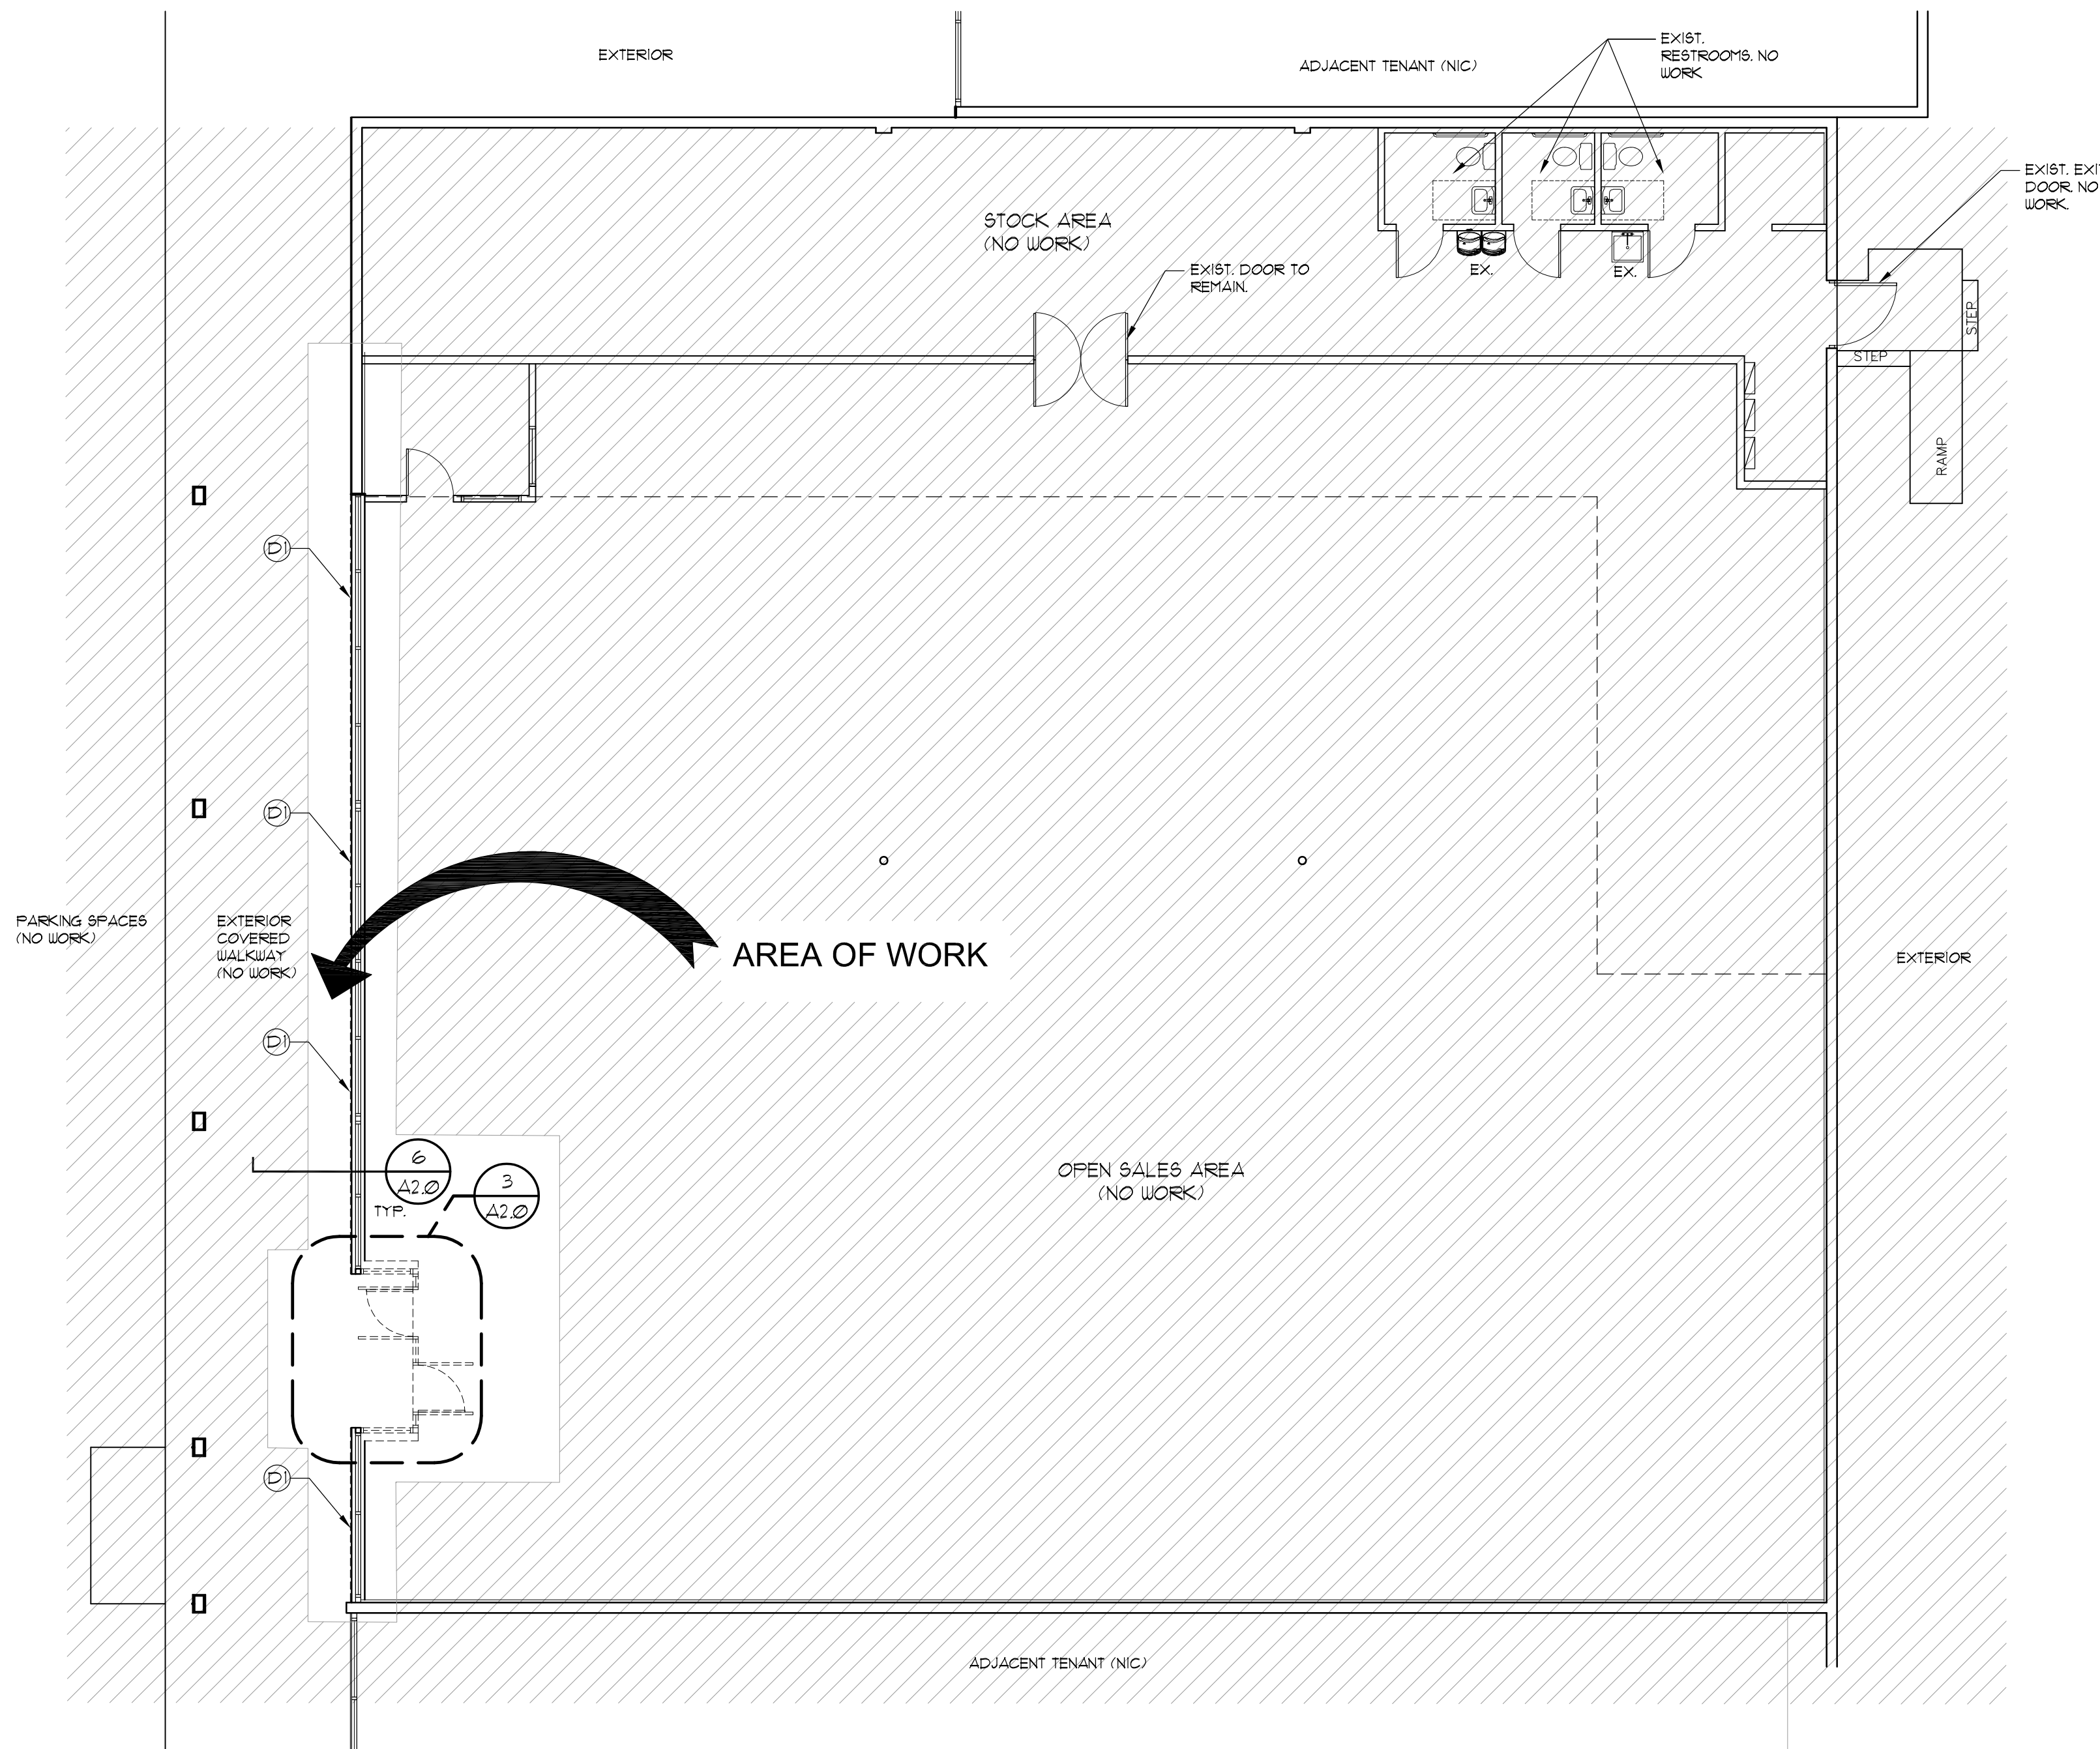 EXTERIOR
ADJACENT TENANT (NIC)
EXIST.
RESTROOMS. NO
WORK
EXIST. EXI
DOOR. NO
WORK.
STOCK AREA
(NO WORK)
EXIST. DOOR TO
REMAIN.
EX.
EX.
STEP
STEP
RAMP
D1
D1
PARKING SPACES
(NO WORK)
EXTERIOR
COVERED
WALKWAY
(NO WORK)
AREA OF WORK
EXTERIOR
D1
6
A2.0
TYP.
3
A2.0
OPEN SALES AREA
(NO WORK)
D1
ADJACENT TENANT (NIC)